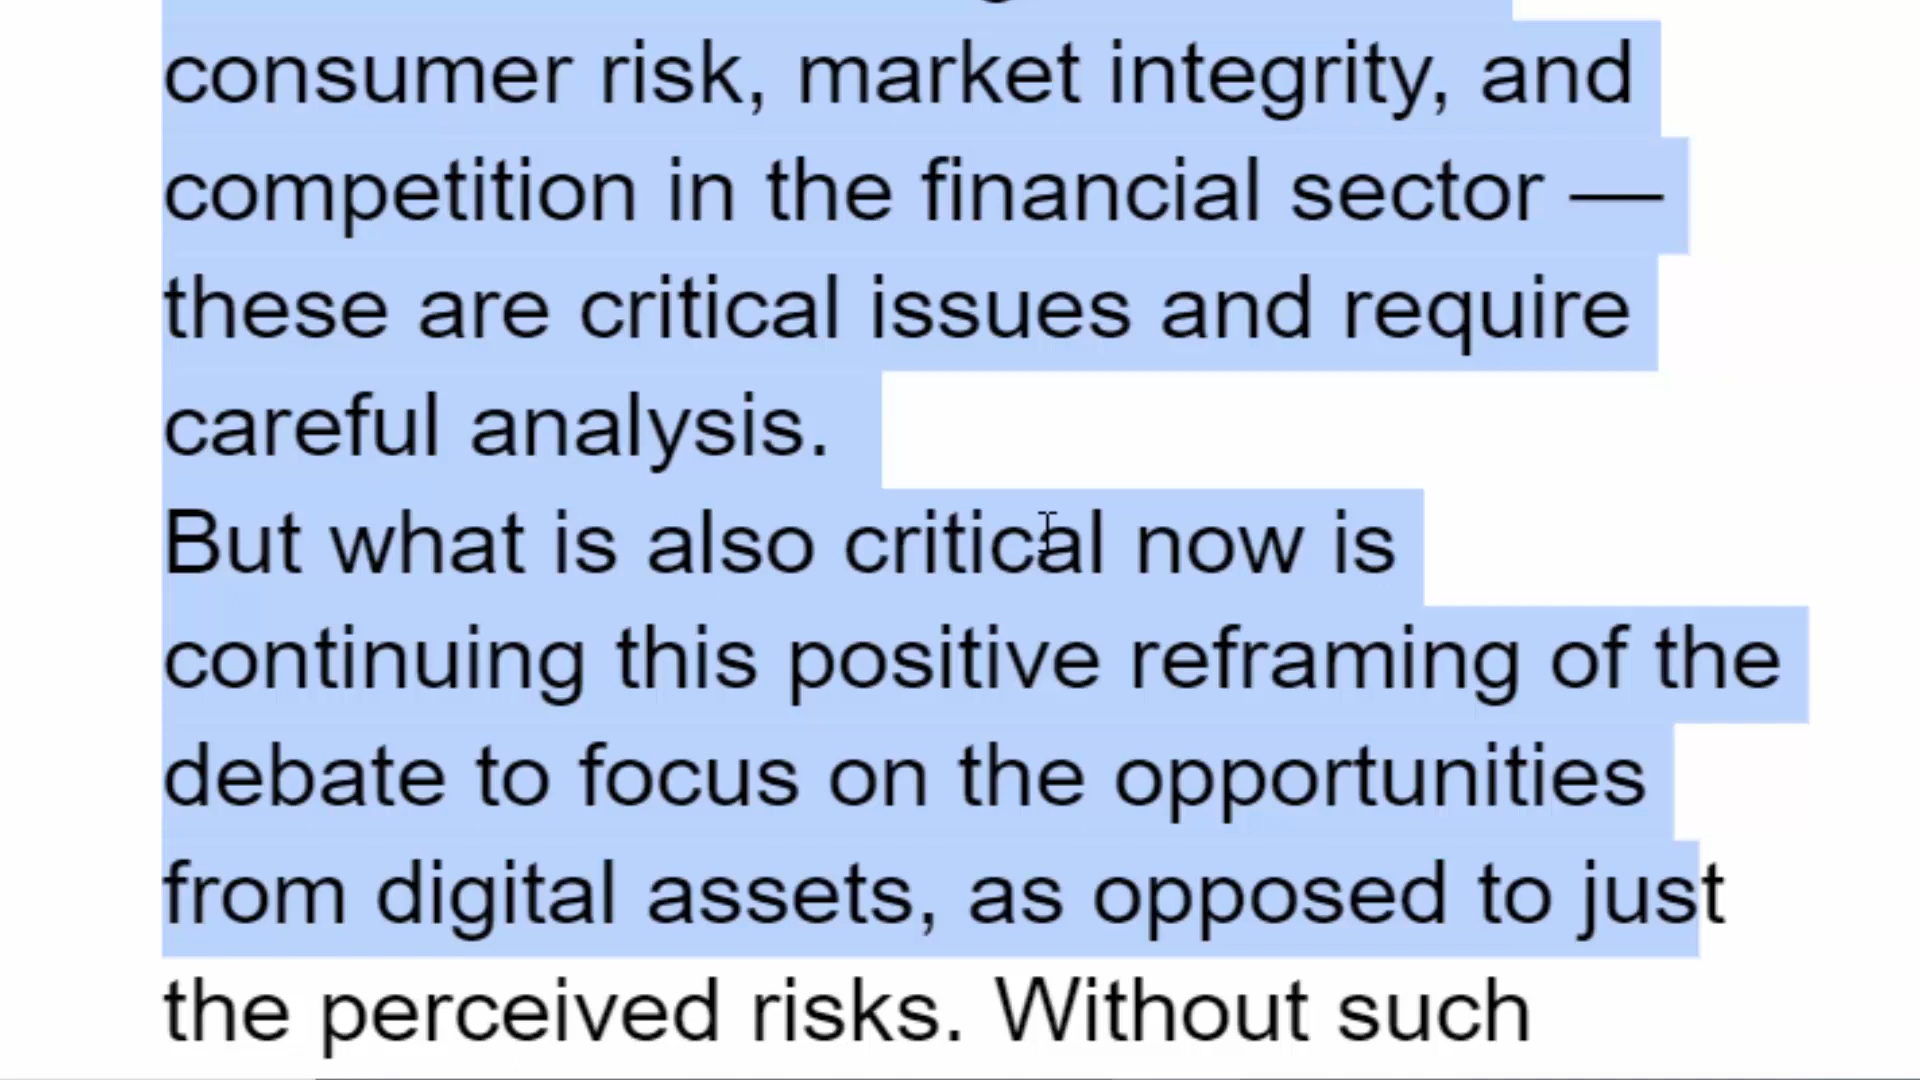 consumer risk, market integrity, and
competition in the financial sector —
these are critical issues and require
careful analysis.
But what is also critical now is
continuing this positive reframing of the
debate to focus on the opportunities
from digital assets, as opposed to just
the perceived risks. Without such